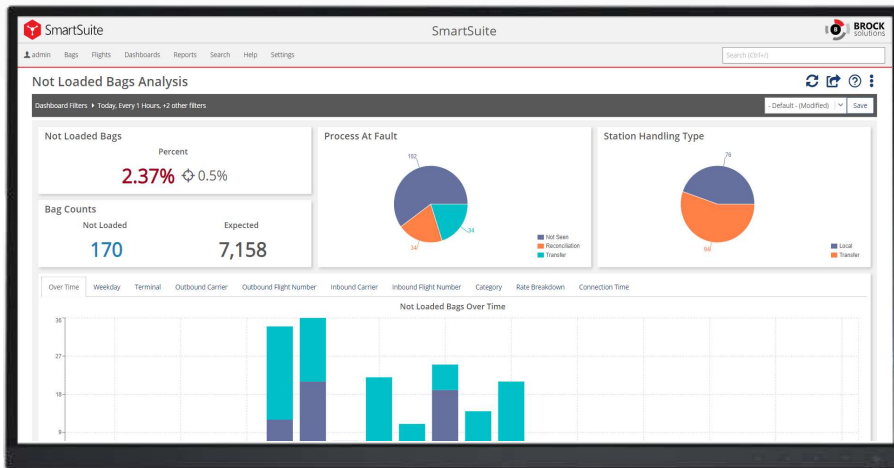 SmartSuite
SmartSuite
BROCK
solutions
admin Bags Flights Dashboards Reports Search Help Settings
Search (Ctrl+/)
Not Loaded Bags Analysis
Dashboard Filters ▸ Today, Every 1 Hours, +2 other filters
- Default - (Modified)
Save
Not Loaded Bags
Percent
2.37% 0.5%
Bag Counts
Not Loaded Expected
170 7,158
Process At Fault
102
34
34
Not Seen
Reconciliation
Transfer
Station Handling Type
76
94
Local
Transfer
Over Time Weekday Terminal Outbound Carrier Outbound Flight Number Inbound Carrier Inbound Flight Number Category Rate Breakdown Connection Time
Not Loaded Bags Over Time
36
27
18
9